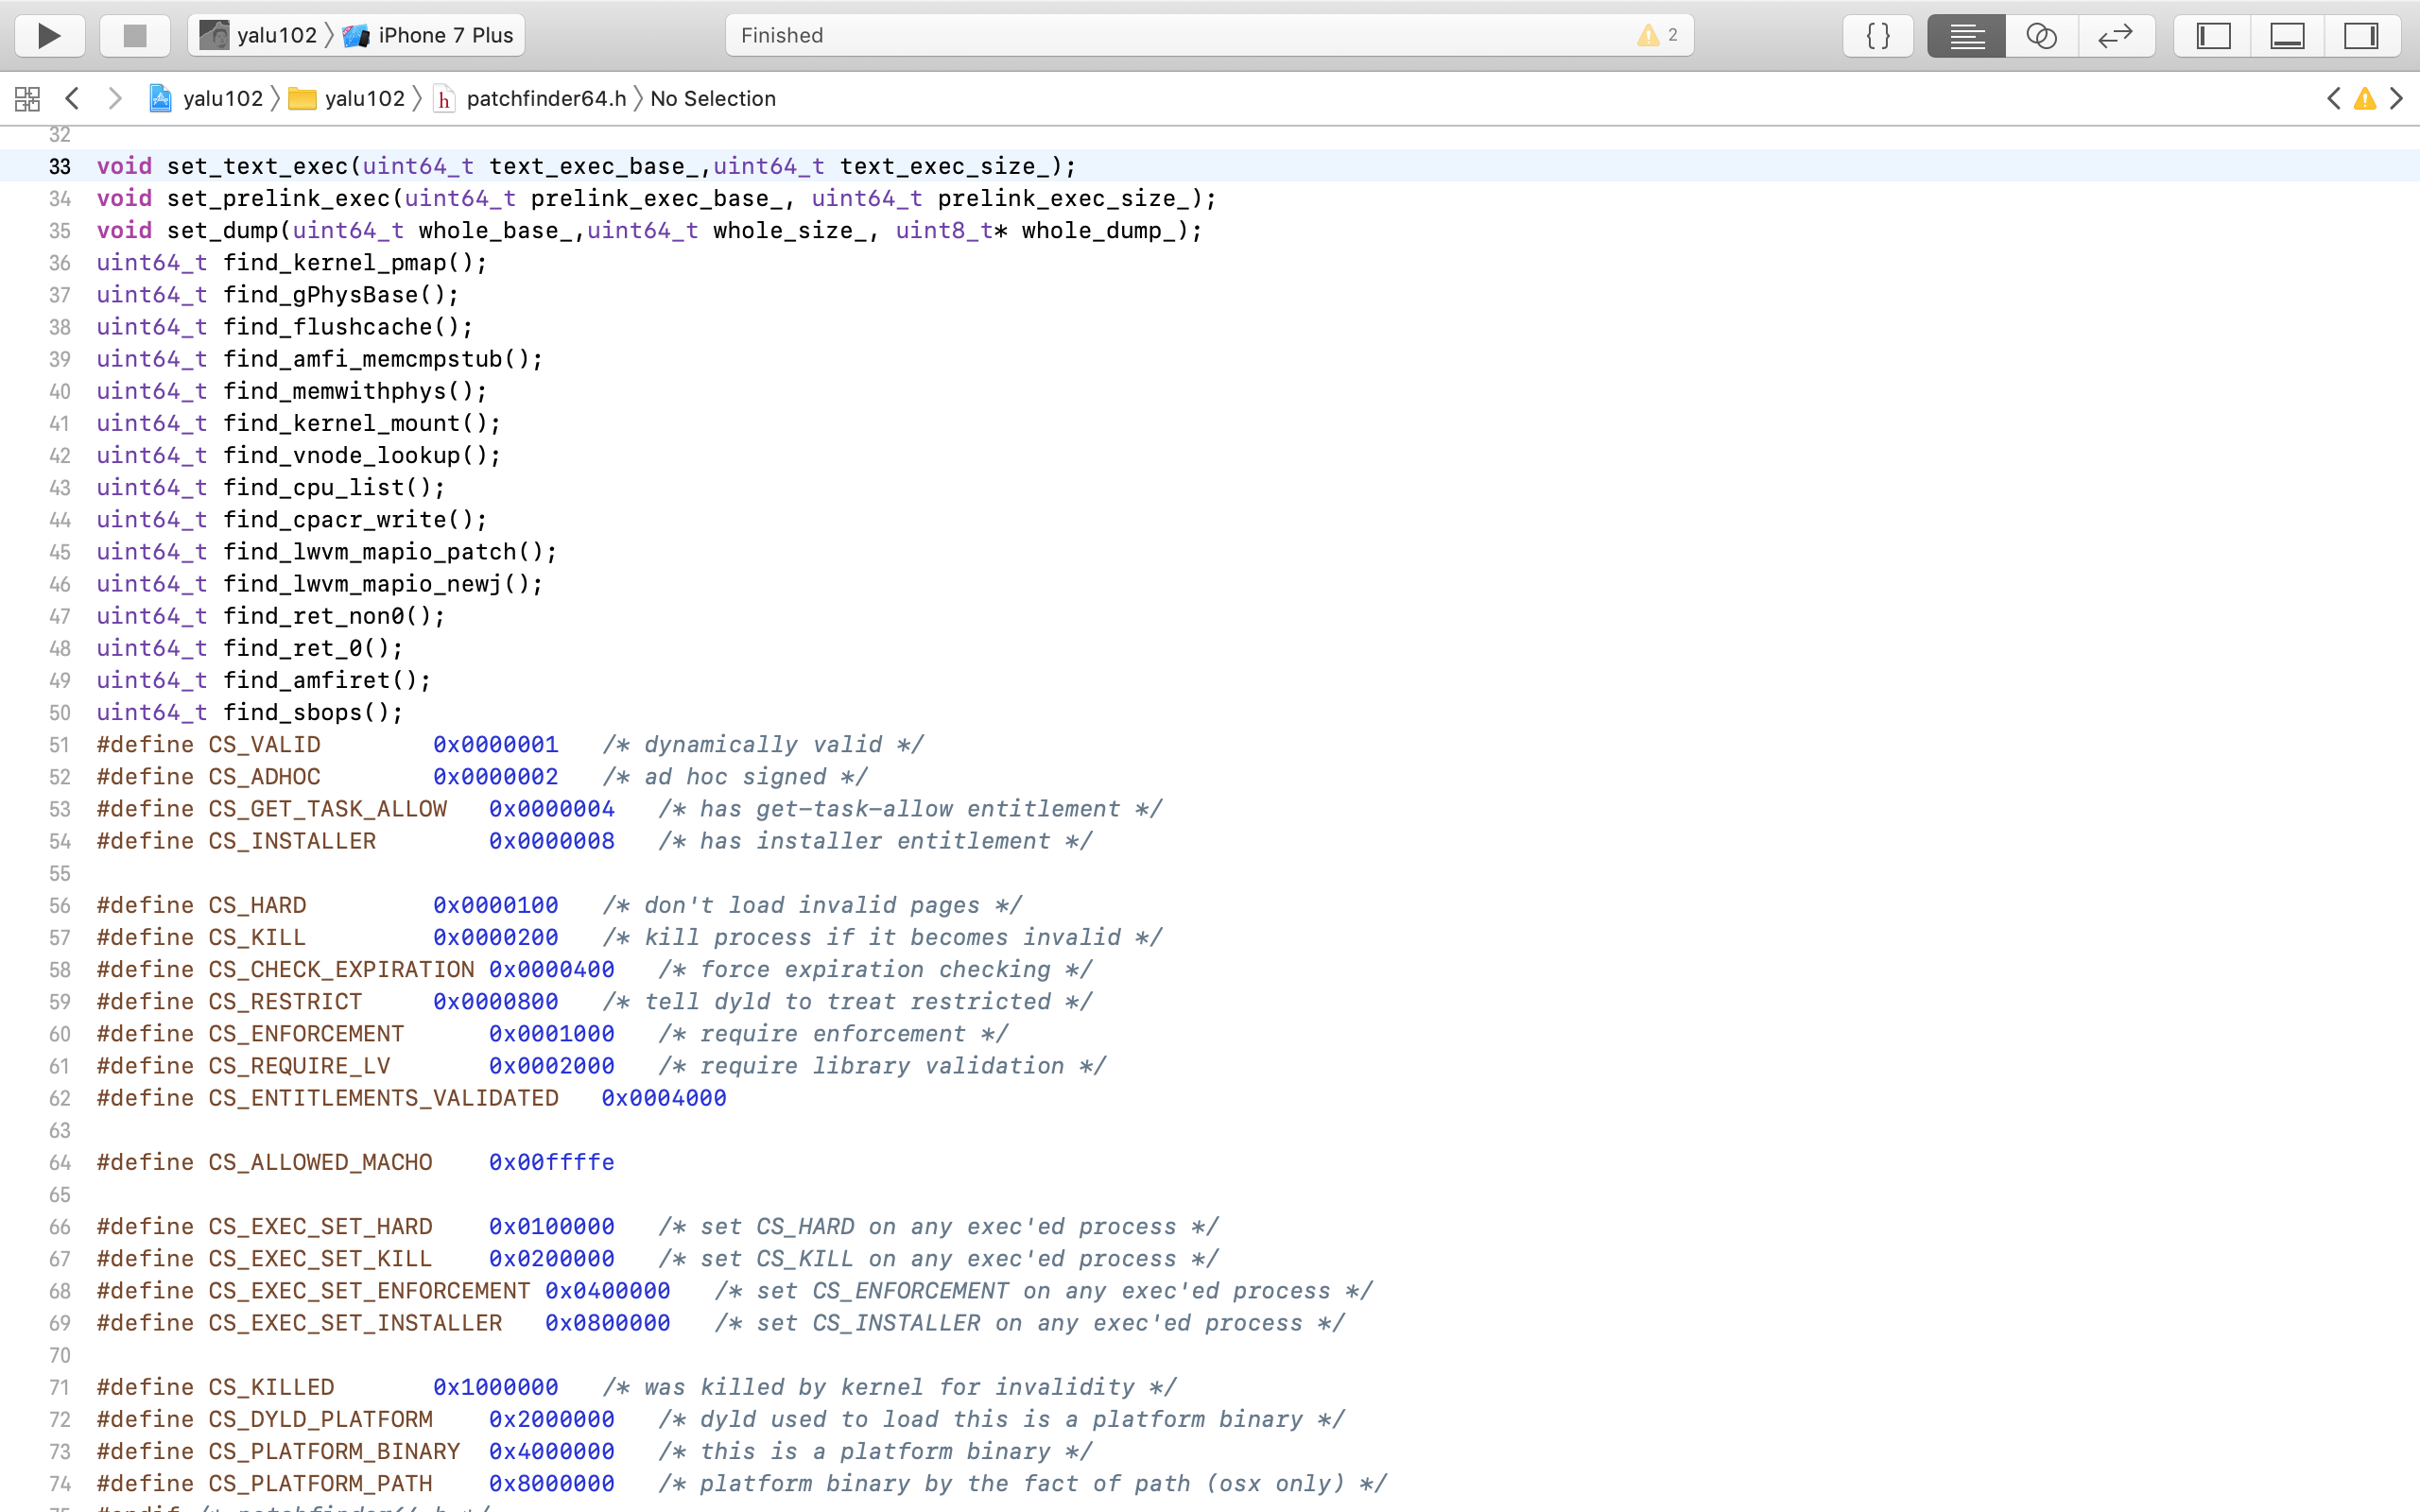 yalu102 〉 iPhone 7 Plus
Finished
2
{ }
yalu102 〉 yalu102 〉 h patchfinder64.h 〉 No Selection
32
33 void set_text_exec(uint64_t text_exec_base_,uint64_t text_exec_size_);
34 void set_prelink_exec(uint64_t prelink_exec_base_, uint64_t prelink_exec_size_);
35 void set_dump(uint64_t whole_base_,uint64_t whole_size_, uint8_t* whole_dump_);
36 uint64_t find_kernel_pmap();
37 uint64_t find_gPhysBase();
38 uint64_t find_flushcache();
39 uint64_t find_amfi_memcmpstub();
40 uint64_t find_memwithphys();
41 uint64_t find_kernel_mount();
42 uint64_t find_vnode_lookup();
43 uint64_t find_cpu_list();
44 uint64_t find_cpacr_write();
45 uint64_t find_lwvm_mapio_patch();
46 uint64_t find_lwvm_mapio_newj();
47 uint64_t find_ret_non0();
48 uint64_t find_ret_0();
49 uint64_t find_amfiret();
50 uint64_t find_sbops();
51 #define CS_VALID        0x0000001   /* dynamically valid */
52 #define CS_ADHOC        0x0000002   /* ad hoc signed */
53 #define CS_GET_TASK_ALLOW   0x0000004   /* has get-task-allow entitlement */
54 #define CS_INSTALLER        0x0000008   /* has installer entitlement */
55
56 #define CS_HARD         0x0000100   /* don't load invalid pages */
57 #define CS_KILL         0x0000200   /* kill process if it becomes invalid */
58 #define CS_CHECK_EXPIRATION 0x0000400   /* force expiration checking */
59 #define CS_RESTRICT     0x0000800   /* tell dyld to treat restricted */
60 #define CS_ENFORCEMENT      0x0001000   /* require enforcement */
61 #define CS_REQUIRE_LV       0x0002000   /* require library validation */
62 #define CS_ENTITLEMENTS_VALIDATED   0x0004000
63
64 #define CS_ALLOWED_MACHO    0x00ffffe
65
66 #define CS_EXEC_SET_HARD    0x0100000   /* set CS_HARD on any exec'ed process */
67 #define CS_EXEC_SET_KILL    0x0200000   /* set CS_KILL on any exec'ed process */
68 #define CS_EXEC_SET_ENFORCEMENT 0x0400000   /* set CS_ENFORCEMENT on any exec'ed process */
69 #define CS_EXEC_SET_INSTALLER   0x0800000   /* set CS_INSTALLER on any exec'ed process */
70
71 #define CS_KILLED       0x1000000   /* was killed by kernel for invalidity */
72 #define CS_DYLD_PLATFORM    0x2000000   /* dyld used to load this is a platform binary */
73 #define CS_PLATFORM_BINARY  0x4000000   /* this is a platform binary */
74 #define CS_PLATFORM_PATH    0x8000000   /* platform binary by the fact of path (osx only) */
75 #endif /* patchfinder64_h */